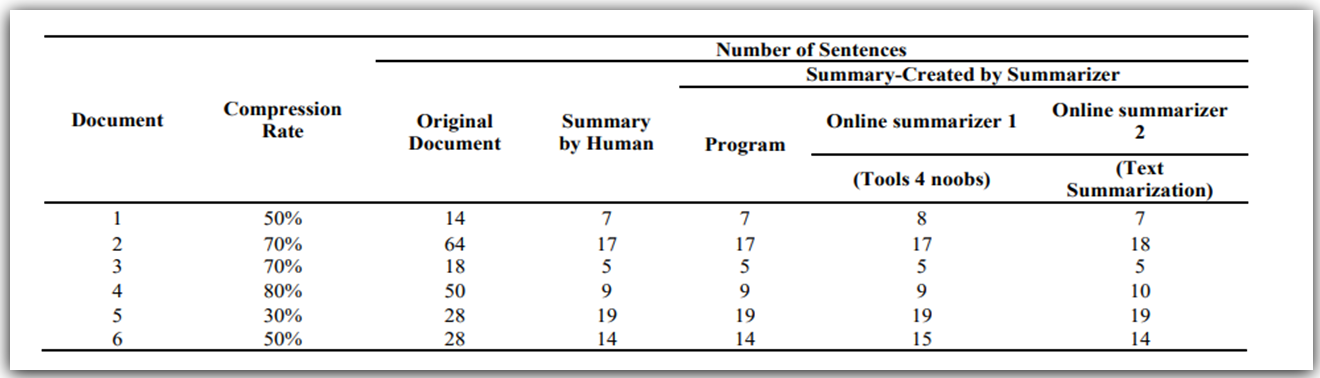 Number of Sentences
Summary-Created by Summarizer
Document
Compression
Rate
Original
Document
Summary
by Human
Program
Online summarizer 1
Online summarizer
2
(Tools 4 noobs)
(Text
Summarization)
1 50% 14 7 7 8 7
2 70% 64 17 17 17 18
3 70% 18 5 5 5 5
4 80% 50 9 9 9 10
5 30% 28 19 19 19 19
6 50% 28 14 14 15 14